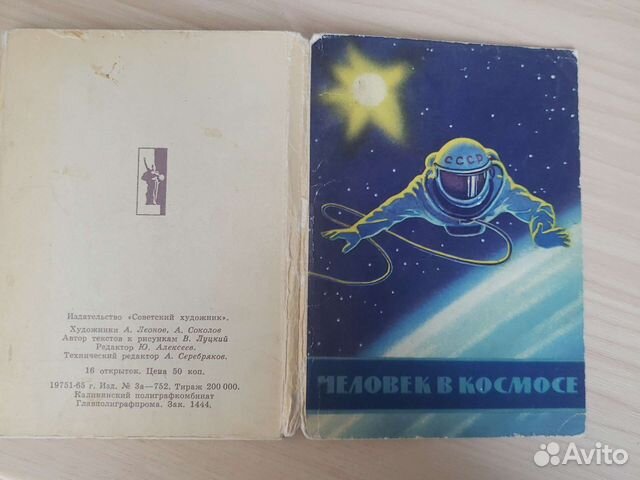 Издательство «Советский художник».
Художники А. Леонов, А. Соколов
Автор текстов к рисункам В. Луцкий
Редактор Ю. Алексеев.
Технический редактор А. Серебряков.
16 открыток. Цена 50 коп.
19751-65 г. Изд. № 3а—752. Тираж 200 000.
Калининский полиграфкомбинат
Главполиграфпрома. Зак. 1444.
СССР
ЧЕЛОВЕК В КОСМОСЕ
Avito